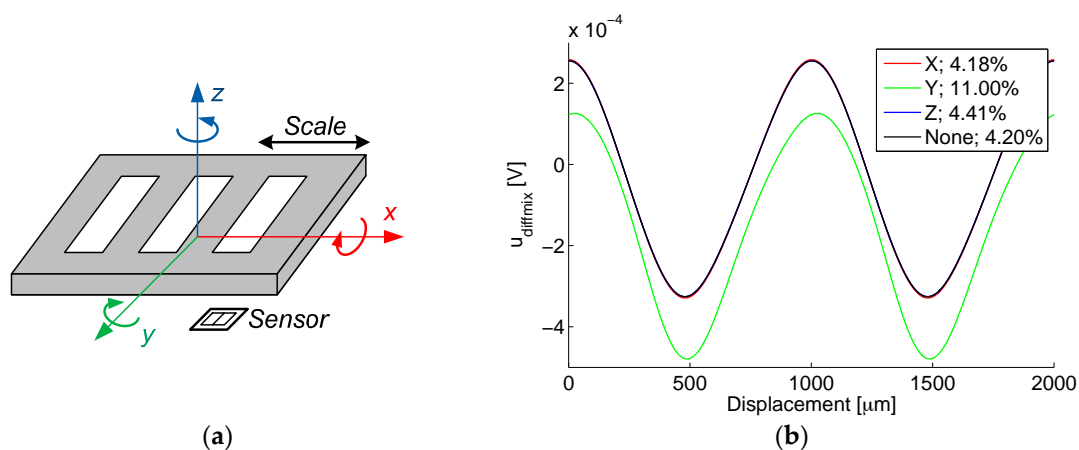 z
Scale
x
y
Sensor
(a)
x 10⁻⁴
X; 4.18%
Y; 11.00%
Z; 4.41%
None; 4.20%
2
0
−2
−4
u_diffmix [V]
0 500 1000 1500 2000
Displacement [μm]
(b)